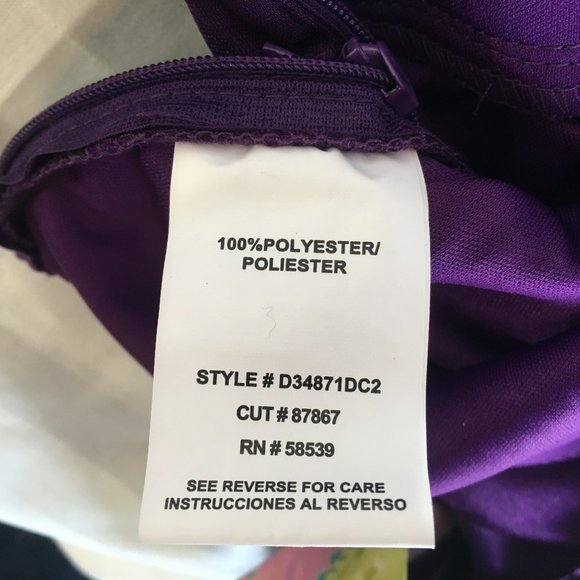 100%POLYESTER/
POLIESTER
STYLE # D34871DC2
CUT # 87867
RN # 58539
SEE REVERSE FOR CARE
INSTRUCCIONES AL REVERSO